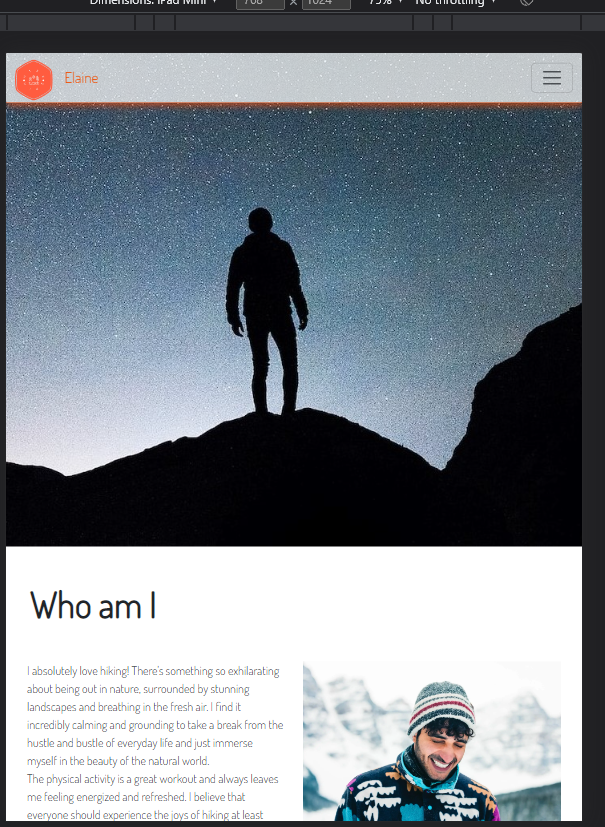 Dimensions: iPad Mini
768 × 1024
75%
No throttling
Elaine
Who am I
I absolutely love hiking! There's something so exhilarating
about being out in nature, surrounded by stunning
landscapes and breathing in the fresh air. I find it
incredibly calming and grounding to take a break from the
hustle and bustle of everyday life and just immerse
myself in the beauty of the natural world.
The physical activity is a great workout and always leaves
me feeling energized and refreshed. I believe that
everyone should experience the joys of hiking at least